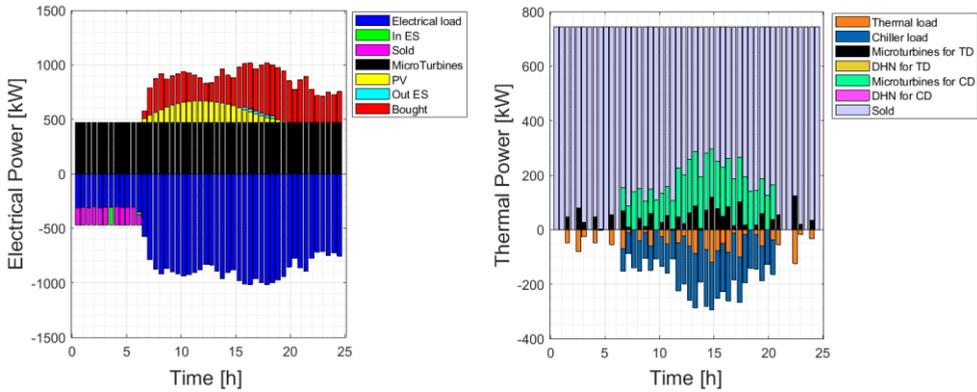 1500
1000
500
0
-500
-1000
-1500
0 5 10 15 20 25
Electrical Power [kW]
Time [h]
Electrical load
In ES
Sold
MicroTurbines
PV
Out ES
Bought
800
600
400
200
0
-200
-400
0 5 10 15 20 25
Thermal Power [kW]
Time [h]
Thermal load
Chiller load
Microturbines for TD
DHN for TD
Microturbines for CD
DHN for CD
Sold